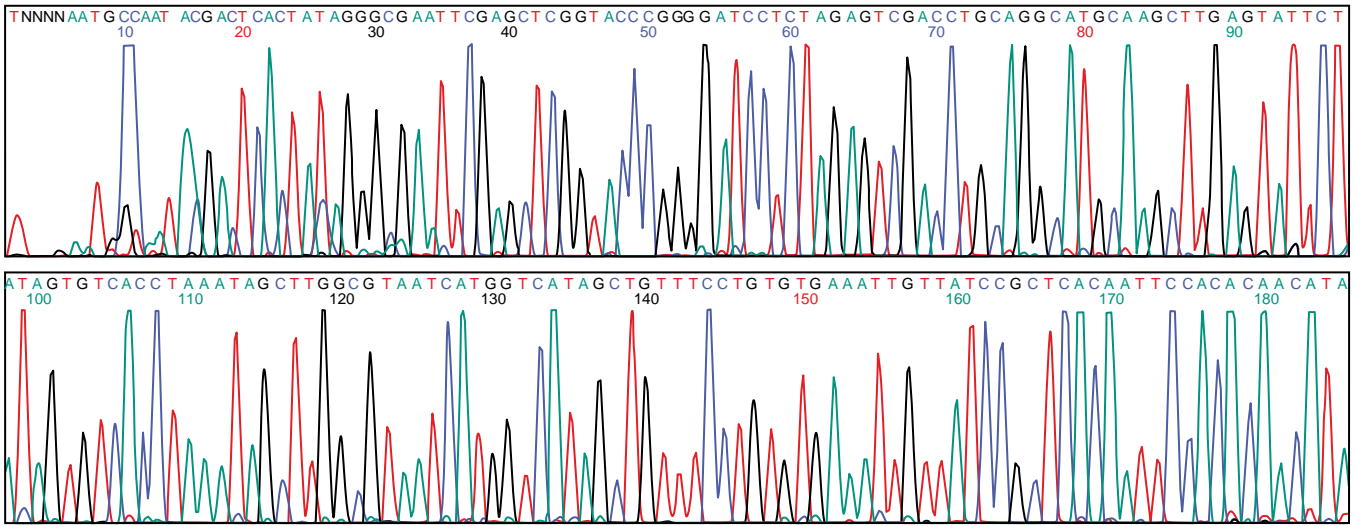 TNNNNAATGCCAAT ACGACTCACTATAGGGCGAATTCGAGCTCGGTACCCGGGGATCCTCTAGAGTCGACCTGCAGGCATGCAAGCTTGAGTATTCT
10 20 30 40 50 60 70 80 90
ATAGTGTCACCTAAATAGCTTGGCGTAATCATGGTCATAGCTGTTTCCTGTGTGAAATTGTTATCCGCTCACAATTCCACACAACATA
100 110 120 130 140 150 160 170 180